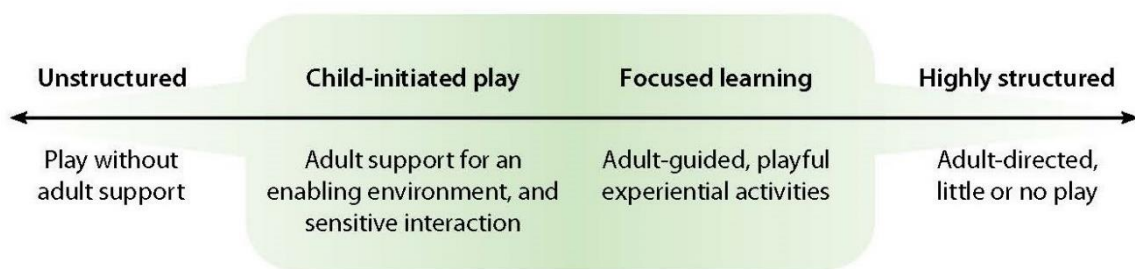 Unstructured
Child-initiated play
Focused learning
Highly structured
Play without
adult support
Adult support for an
enabling environment, and
sensitive interaction
Adult-guided, playful
experiential activities
Adult-directed,
little or no play